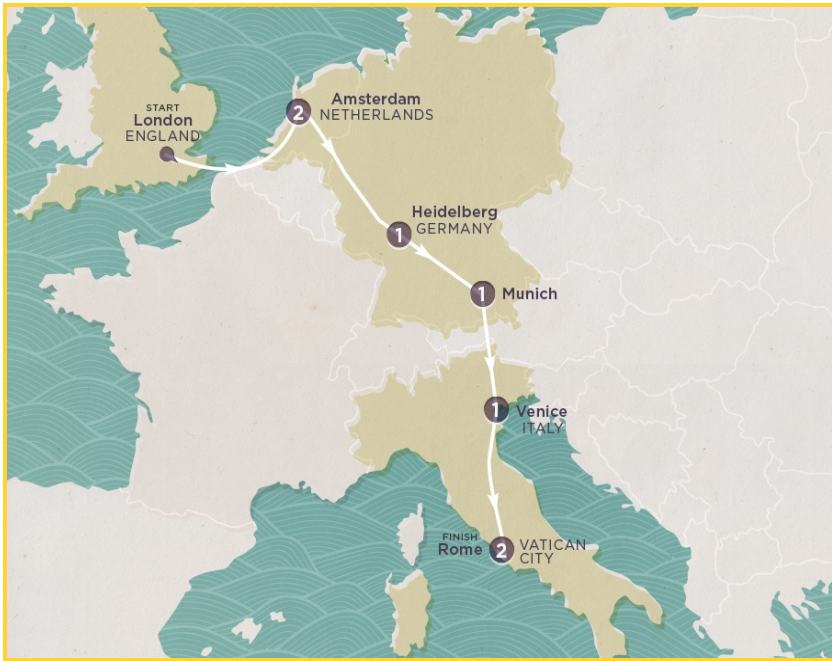 START
London
ENGLAND
2
Amsterdam
NETHERLANDS
1
Heidelberg
GERMANY
1
Munich
1
Venice
ITALY
FINISH
Rome
2
VATICAN
CITY